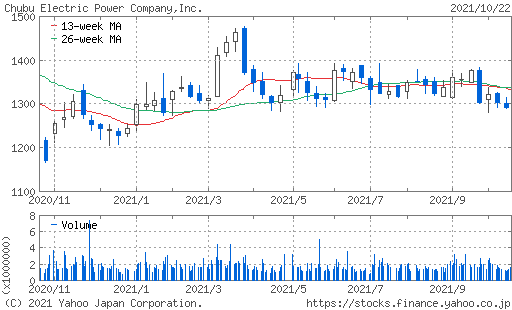 Chubu Electric Power Company,Inc. 2021/10/22
1500
13-week MA
26-week MA
1400
1300
1200
1100
2020/11 2021/1 2021/3 2021/5 2021/7 2021/9
8
Volume
6
4
2
0
(x1000000)
2020/11 2021/1 2021/3 2021/5 2021/7 2021/9
(C) 2021 Yahoo Japan Corporation. https://stocks.finance.yahoo.co.jp/